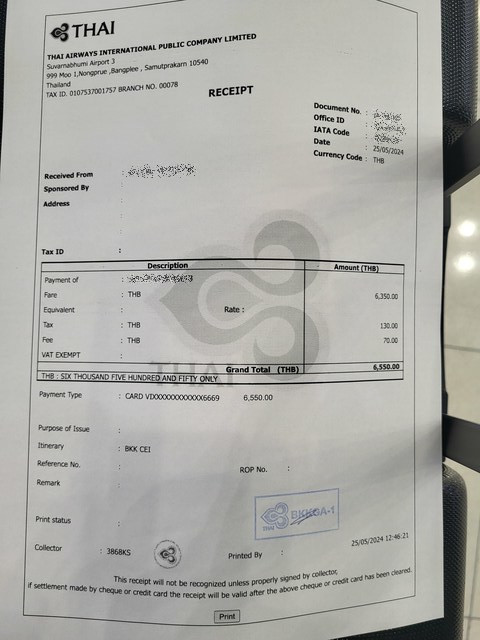 THAI
THAI AIRWAYS INTERNATIONAL PUBLIC COMPANY LIMITED
Suvarnabhumi Airport 3
999 Moo 1,Nongprue ,Bangplee , Samutprakarn 10540
Thailand
TAX ID. 0107537001757 BRANCH NO. 00078
RECEIPT
Document No. :
Office ID :
IATA Code :
Date : 25/05/2024
Currency Code : THB
Received From :
Sponsored By :
Address :
Tax ID :
Description Amount (THB)
Payment of :
Fare : THB 6,350.00
Equivalent : Rate :
Tax : THB 130.00
Fee : THB 70.00
VAT EXEMPT :
THAI
Grand Total (THB) 6,550.00
THB : SIX THOUSAND FIVE HUNDRED AND FIFTY ONLY
Payment Type : CARD VIXXXXXXXXXXXX6669 6,550.00
Purpose of Issue :
Itinerary : BKK CEI
Reference No. : ROP No. :
Remark :
THAI BKKGA-1
Print status :
Collector : 3868KS Printed By : 25/05/2024 12:46:21
This receipt will not be recognized unless properly signed by collector,
if settlement made by cheque or credit card the receipt will be valid after the above cheque or credit card has been cleared.
Print